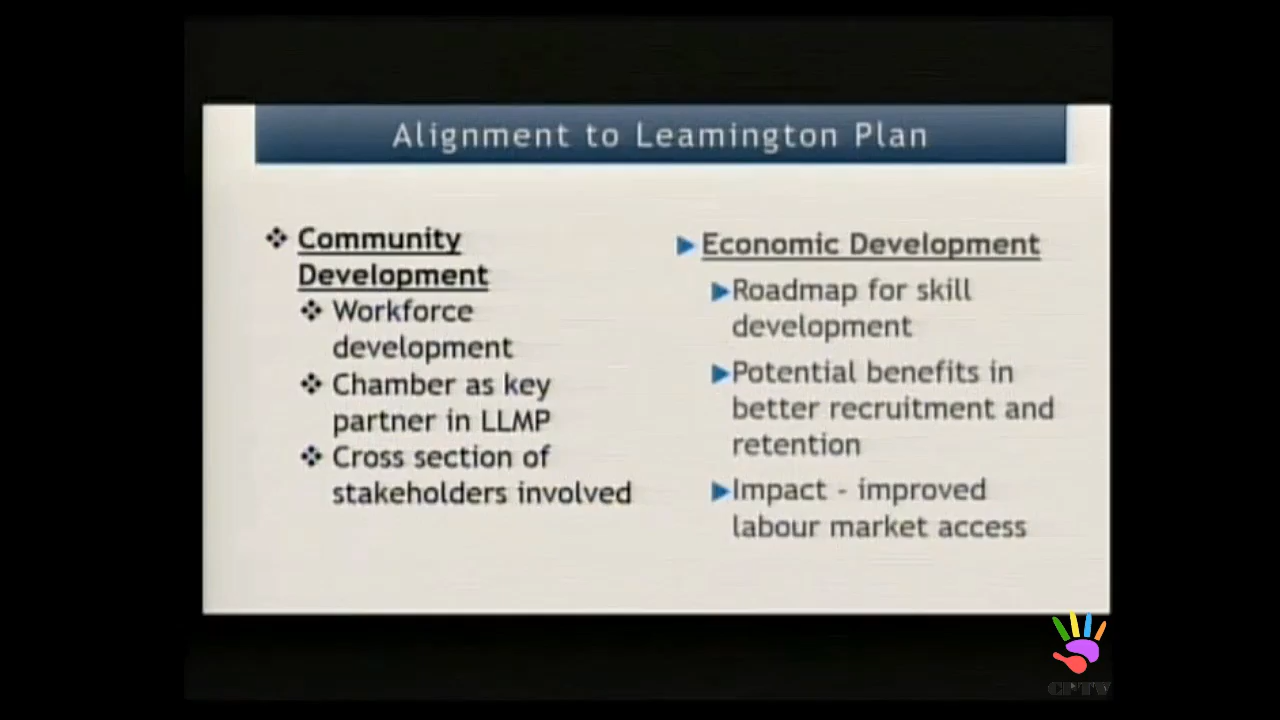 Alignment to Leamington Plan
Community
Development
Workforce
development
Chamber as key
partner in LLMP
Cross section of
stakeholders involved
Economic Development
Roadmap for skill
development
Potential benefits in
better recruitment and
retention
Impact - improved
labour market access
CPTV